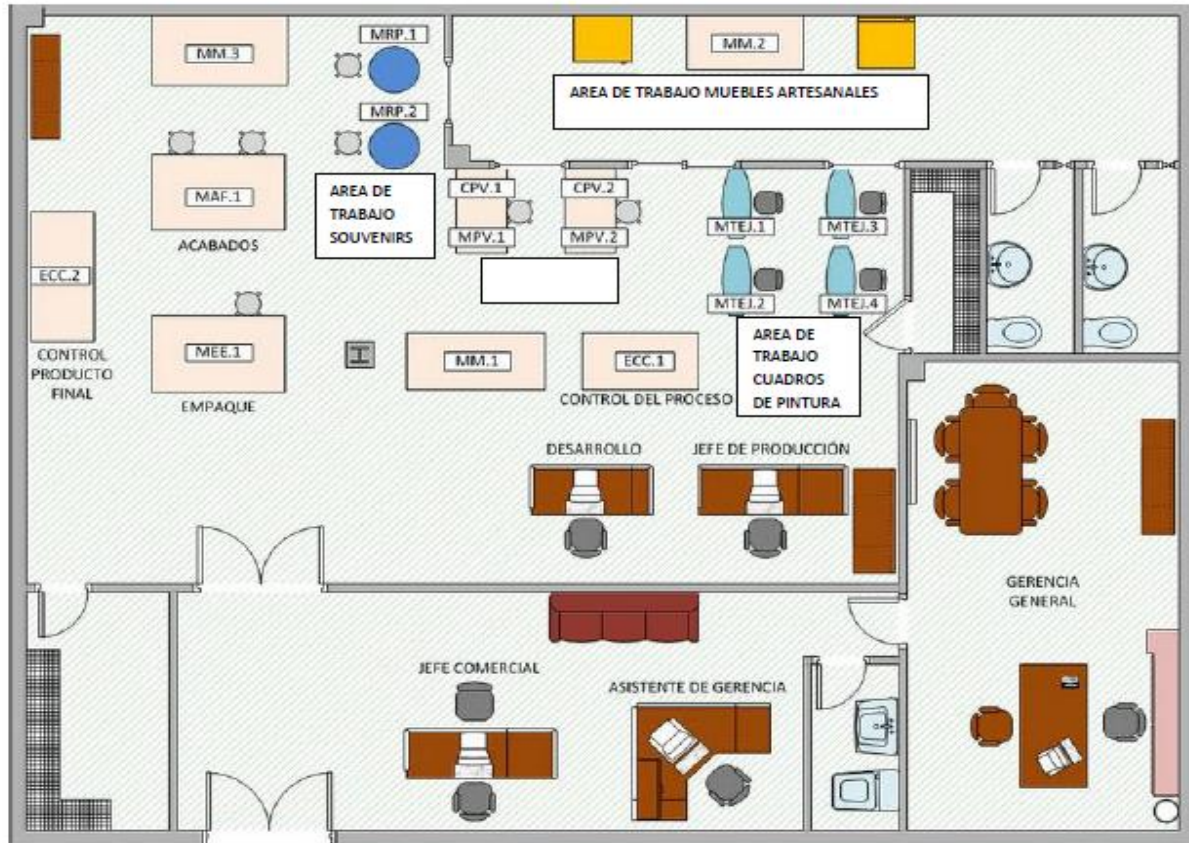 MM.3
MRP.1
MRP.2
MM.2
AREA DE TRABAJO MUEBLES ARTESANALES
MAF.1
ACABADOS
AREA DE
TRABAJO
SOUVENIRS
CPV.1
MPV.1
CPV.2
MPV.2
MTEJ.1
MTEJ.3
MTEJ.2
MTEJ.4
ECC.2
CONTROL
PRODUCTO
FINAL
MEE.1
EMPAQUE
MM.1
ECC.1
CONTROL DEL PROCESO
AREA DE
TRABAJO
CUADROS
DE PINTURA
DESARROLLO
JEFE DE PRODUCCIÓN
GERENCIA
GENERAL
JEFE COMERCIAL
ASISTENTE DE GERENCIA